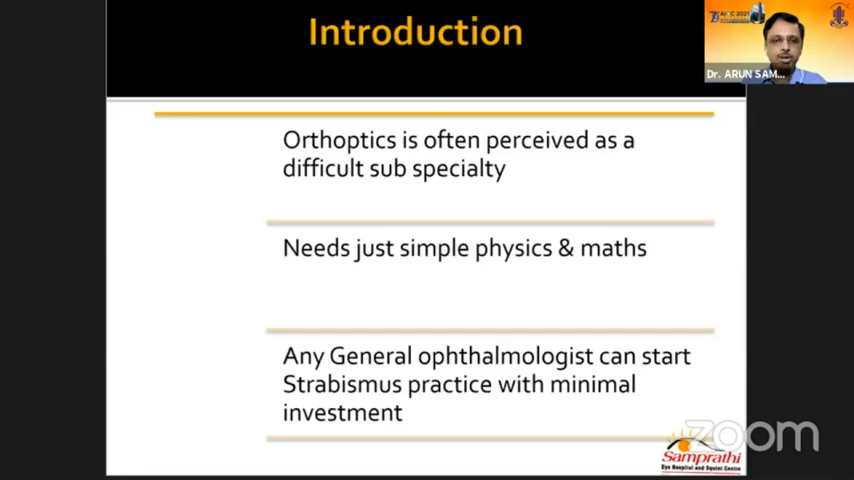 Introduction
2021
Dr. ARUN SAM...
Orthoptics is often perceived as a
difficult sub specialty
Needs just simple physics & maths
Any General ophthalmologist can start
Strabismus practice with minimal
investment
zoom
Samprathi
Eye Hospital and Squint Centre